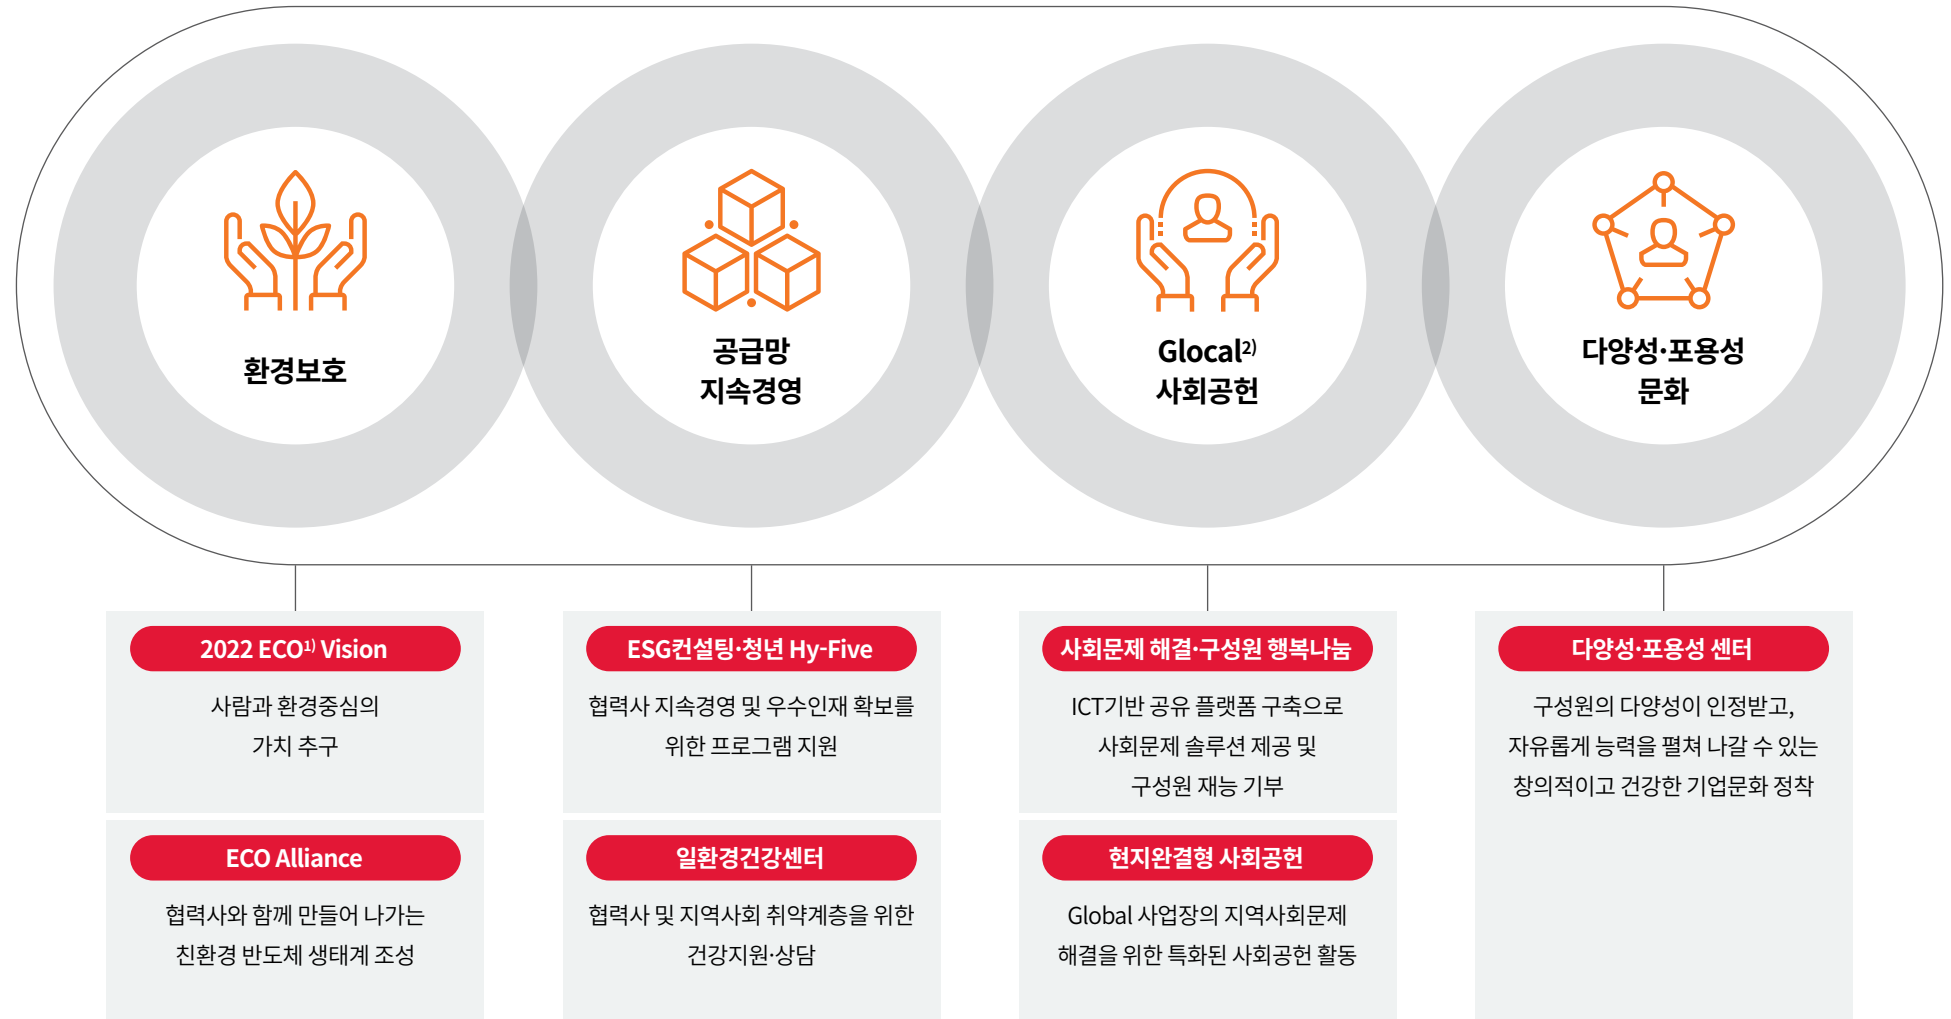 환경보호
공급망
지속경영
Glocal2)
사회공헌
다양성·포용성
문화
2022 ECO1) Vision
사람과 환경중심의
가치 추구
ECO Alliance
협력사와 함께 만들어 나가는
친환경 반도체 생태계 조성
ESG컨설팅·청년 Hy-Five
협력사 지속경영 및 우수인재 확보를
위한 프로그램 지원
일환경건강센터
협력사 및 지역사회 취약계층을 위한
건강지원·상담
사회문제 해결·구성원 행복나눔
ICT기반 공유 플랫폼 구축으로
사회문제 솔루션 제공 및
구성원 재능 기부
현지완결형 사회공헌
Global 사업장의 지역사회문제
해결을 위한 특화된 사회공헌 활동
다양성·포용성 센터
구성원의 다양성이 인정받고,
자유롭게 능력을 펼쳐 나갈 수 있는
창의적이고 건강한 기업문화 정착